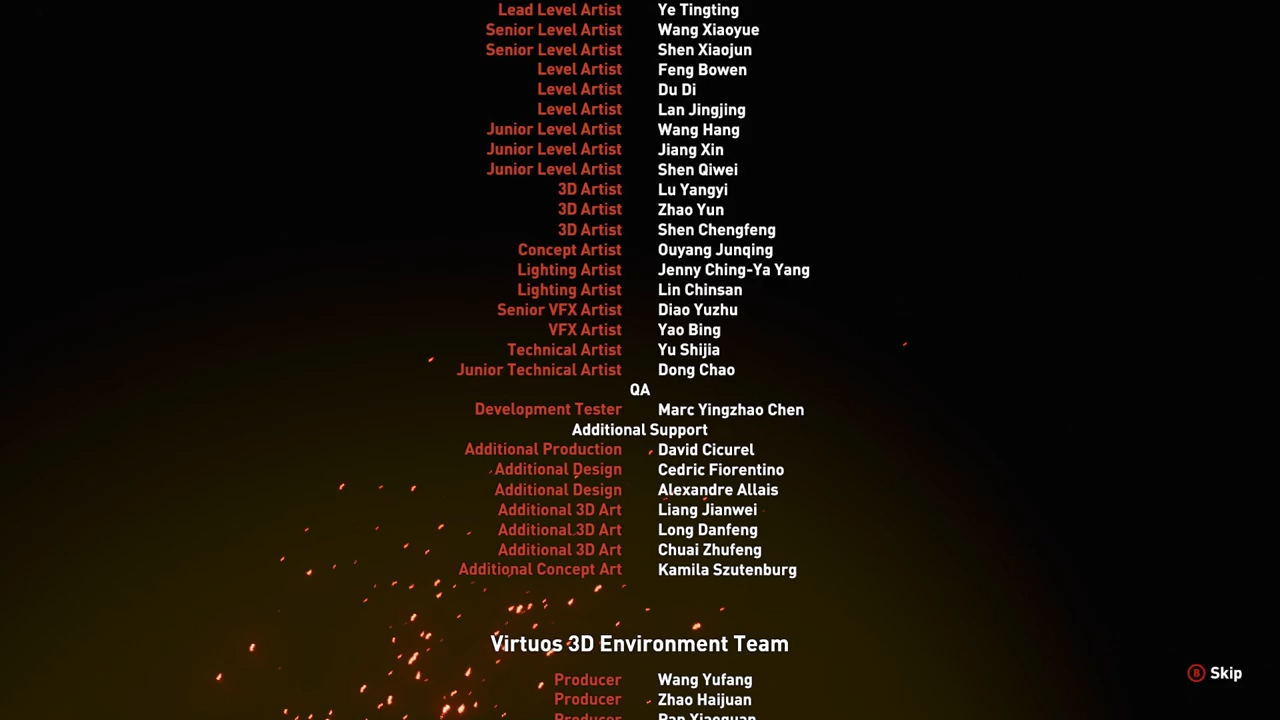 Lead Level Artist Ye Tingting
Senior Level Artist Wang Xiaoyue
Senior Level Artist Shen Xiaojun
Level Artist Feng Bowen
Level Artist Du Di
Level Artist Lan Jingjing
Junior Level Artist Wang Hang
Junior Level Artist Jiang Xin
Junior Level Artist Shen Qiwei
3D Artist Lu Yangyi
3D Artist Zhao Yun
3D Artist Shen Chengfeng
Concept Artist Ouyang Junqing
Lighting Artist Jenny Ching-Ya Yang
Lighting Artist Lin Chinsan
Senior VFX Artist Diao Yuzhu
VFX Artist Yao Bing
Technical Artist Yu Shijia
Junior Technical Artist Dong Chao
QA
Development Tester Marc Yingzhao Chen
Additional Support
Additional Production David Cicurel
Additional Design Cedric Fiorentino
Additional Design Alexandre Allais
Additional 3D Art Liang Jianwei
Additional 3D Art Long Danfeng
Additional 3D Art Chuai Zhufeng
Additional Concept Art Kamila Szutenburg
Virtuos 3D Environment Team
Producer Wang Yufang
Producer Zhao Haijuan
Producer Pan Xiaoquan
B Skip